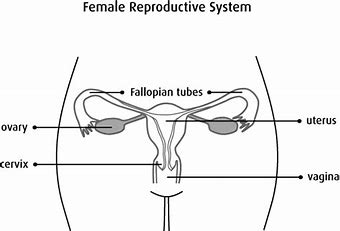 Female Reproductive System
Fallopian tubes
ovary
uterus
cervix
vagina